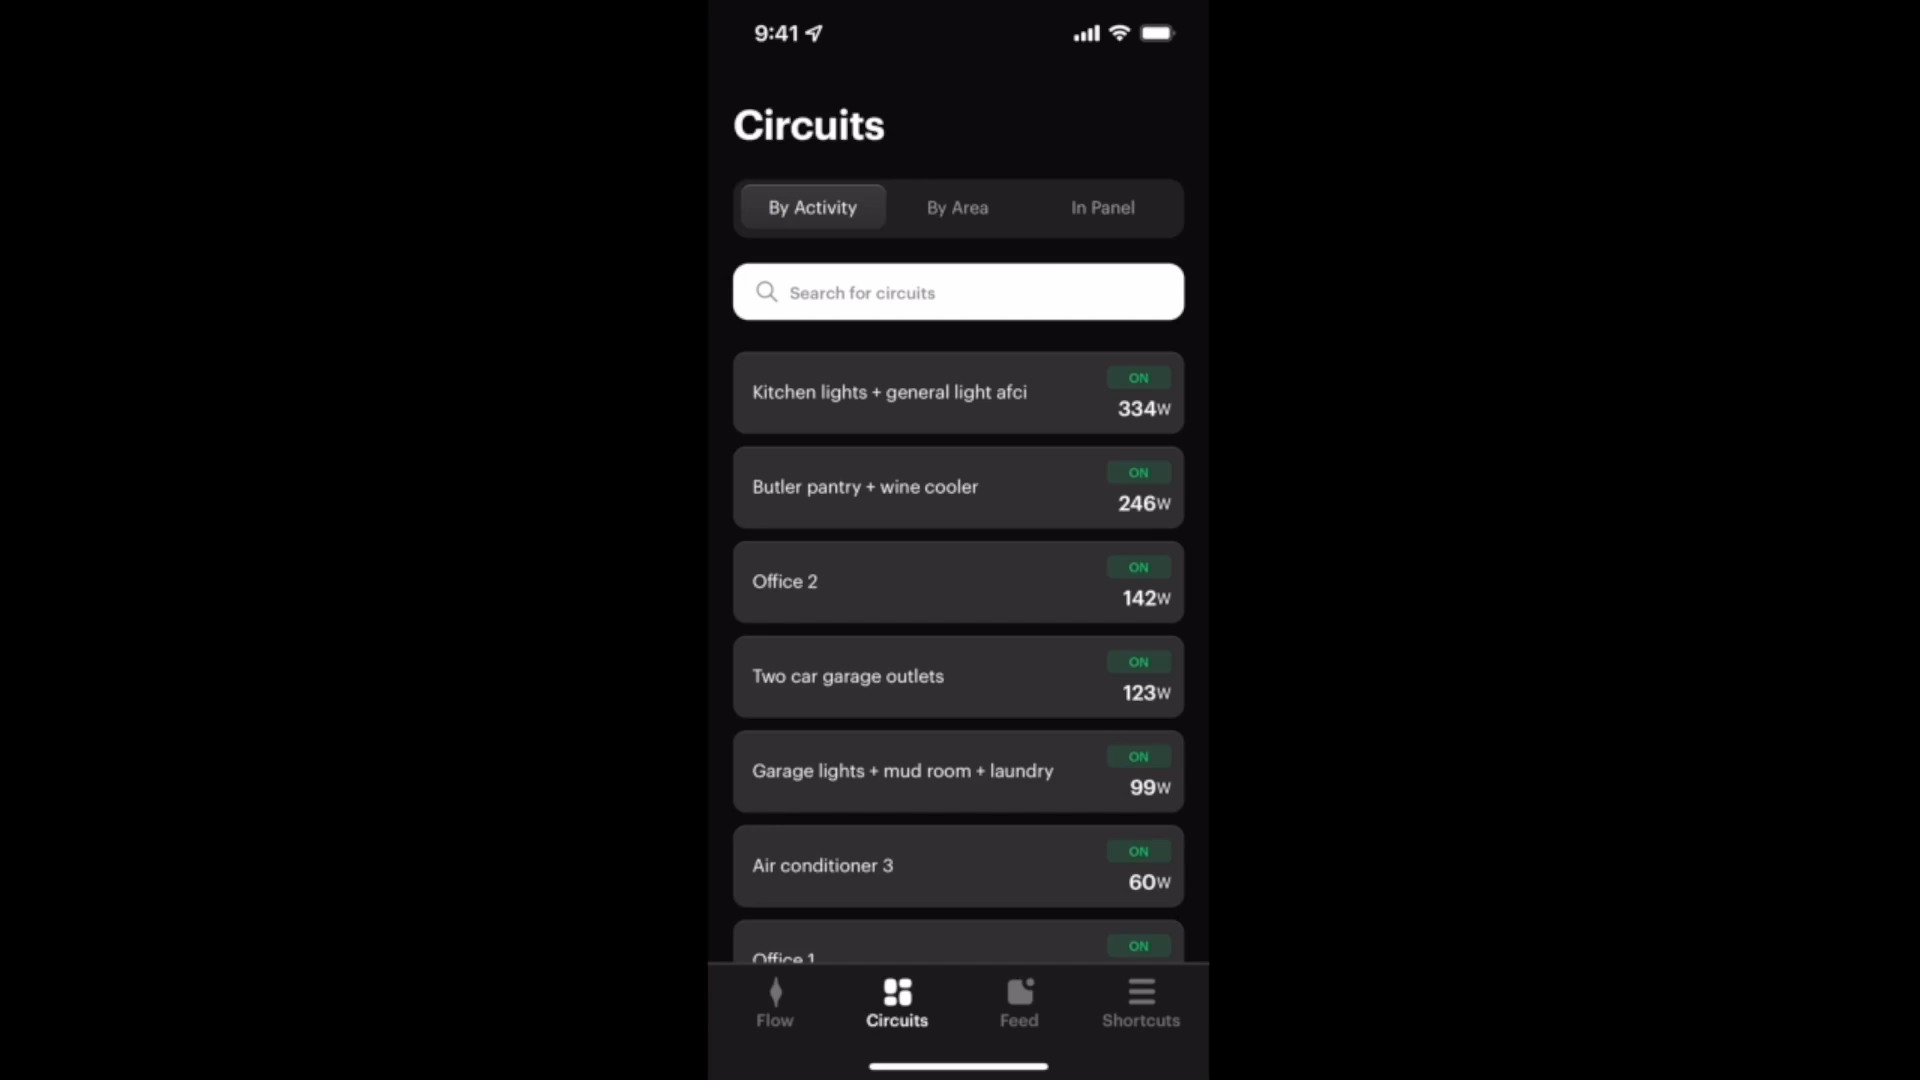 9:41
Circuits
By Activity By Area In Panel
Search for circuits
Kitchen lights + general light afci ON
334W
Butler pantry + wine cooler ON
246W
Office 2 ON
142W
Two car garage outlets ON
123W
Garage lights + mud room + laundry ON
99W
Air conditioner 3 ON
60W
Office 1 ON
Flow Circuits Feed Shortcuts